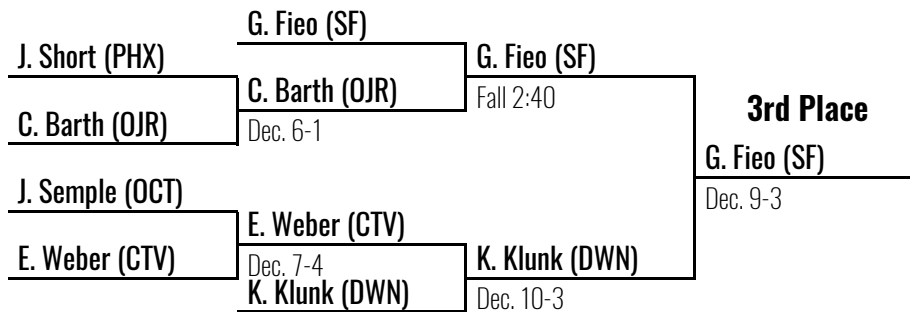 G. Fieo (SF)
J. Short (PHX)
G. Fieo (SF)
C. Barth (OJR)
Fall 2:40
3rd Place
C. Barth (OJR)
Dec. 6-1
G. Fieo (SF)
J. Semple (OCT)
Dec. 9-3
E. Weber (CTV)
E. Weber (CTV)
K. Klunk (DWN)
Dec. 7-4
K. Klunk (DWN)
Dec. 10-3